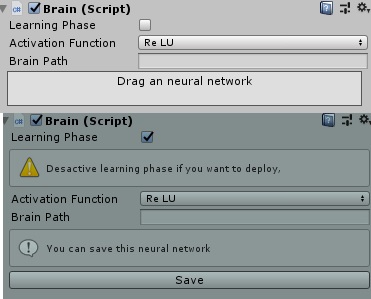 Brain (Script)
Learning Phase
Activation Function Re LU
Brain Path
Drag an neural network
Brain (Script)
Learning Phase
Desactive learning phase if you want to deploy,
Activation Function Re LU
Brain Path
You can save this neural network
Save